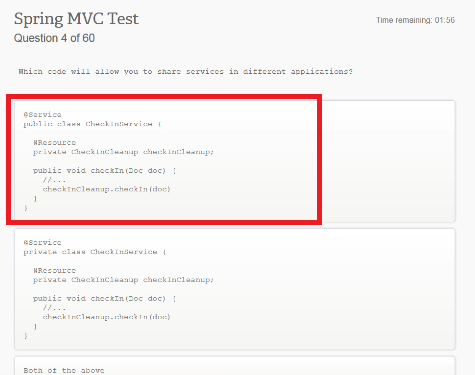 Spring MVC Test
Time remaining: 01:56
Question 4 of 60
Which code will allow you to share services in different applications?
@Service
public class CheckInService {
@Resource
private CheckInCleanup checkInCleanup;
public void checkIn(Doc doc) {
//...
checkInCleanup.checkIn(doc)
}
}
@Service
private class CheckInService {
@Resource
private CheckInCleanup checkInCleanup;
public void checkIn(Doc doc) {
//...
checkInCleanup.checkIn(doc)
}
}
Both of the above